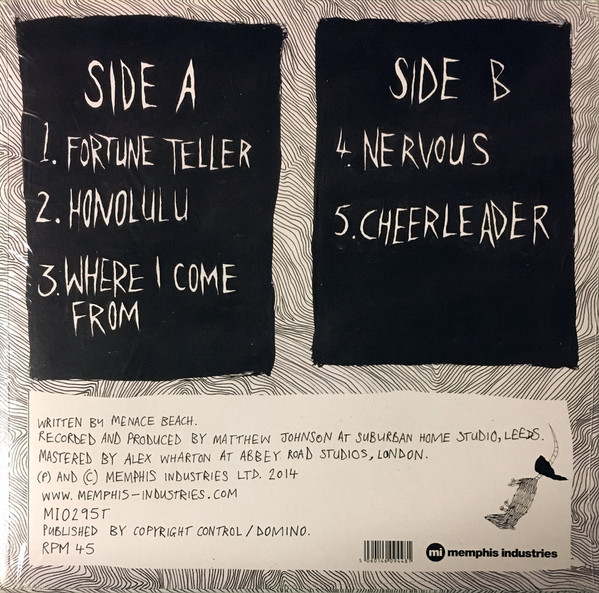 SIDE A
1. FORTUNE TELLER
2. HONOLULU
3. WHERE I COME
FROM
SIDE B
4. NERVOUS
5. CHEERLEADER
WRITTEN BY MENACE BEACH.
RECORDED AND PRODUCED BY MATTHEW JOHNSON AT SUBURBAN HOME STUDIO, LEEDS.
MASTERED BY ALEX WHARTON AT ABBEY ROAD STUDIOS, LONDON.
(P) AND (C) MEMPHIS INDUSTRIES LTD. 2014
WWW. MEMPHIS-INDUSTRIES.COM
MI0295T
PUBLISHED BY COPYRIGHT CONTROL / DOMINO.
RPM 45
mi memphis industries